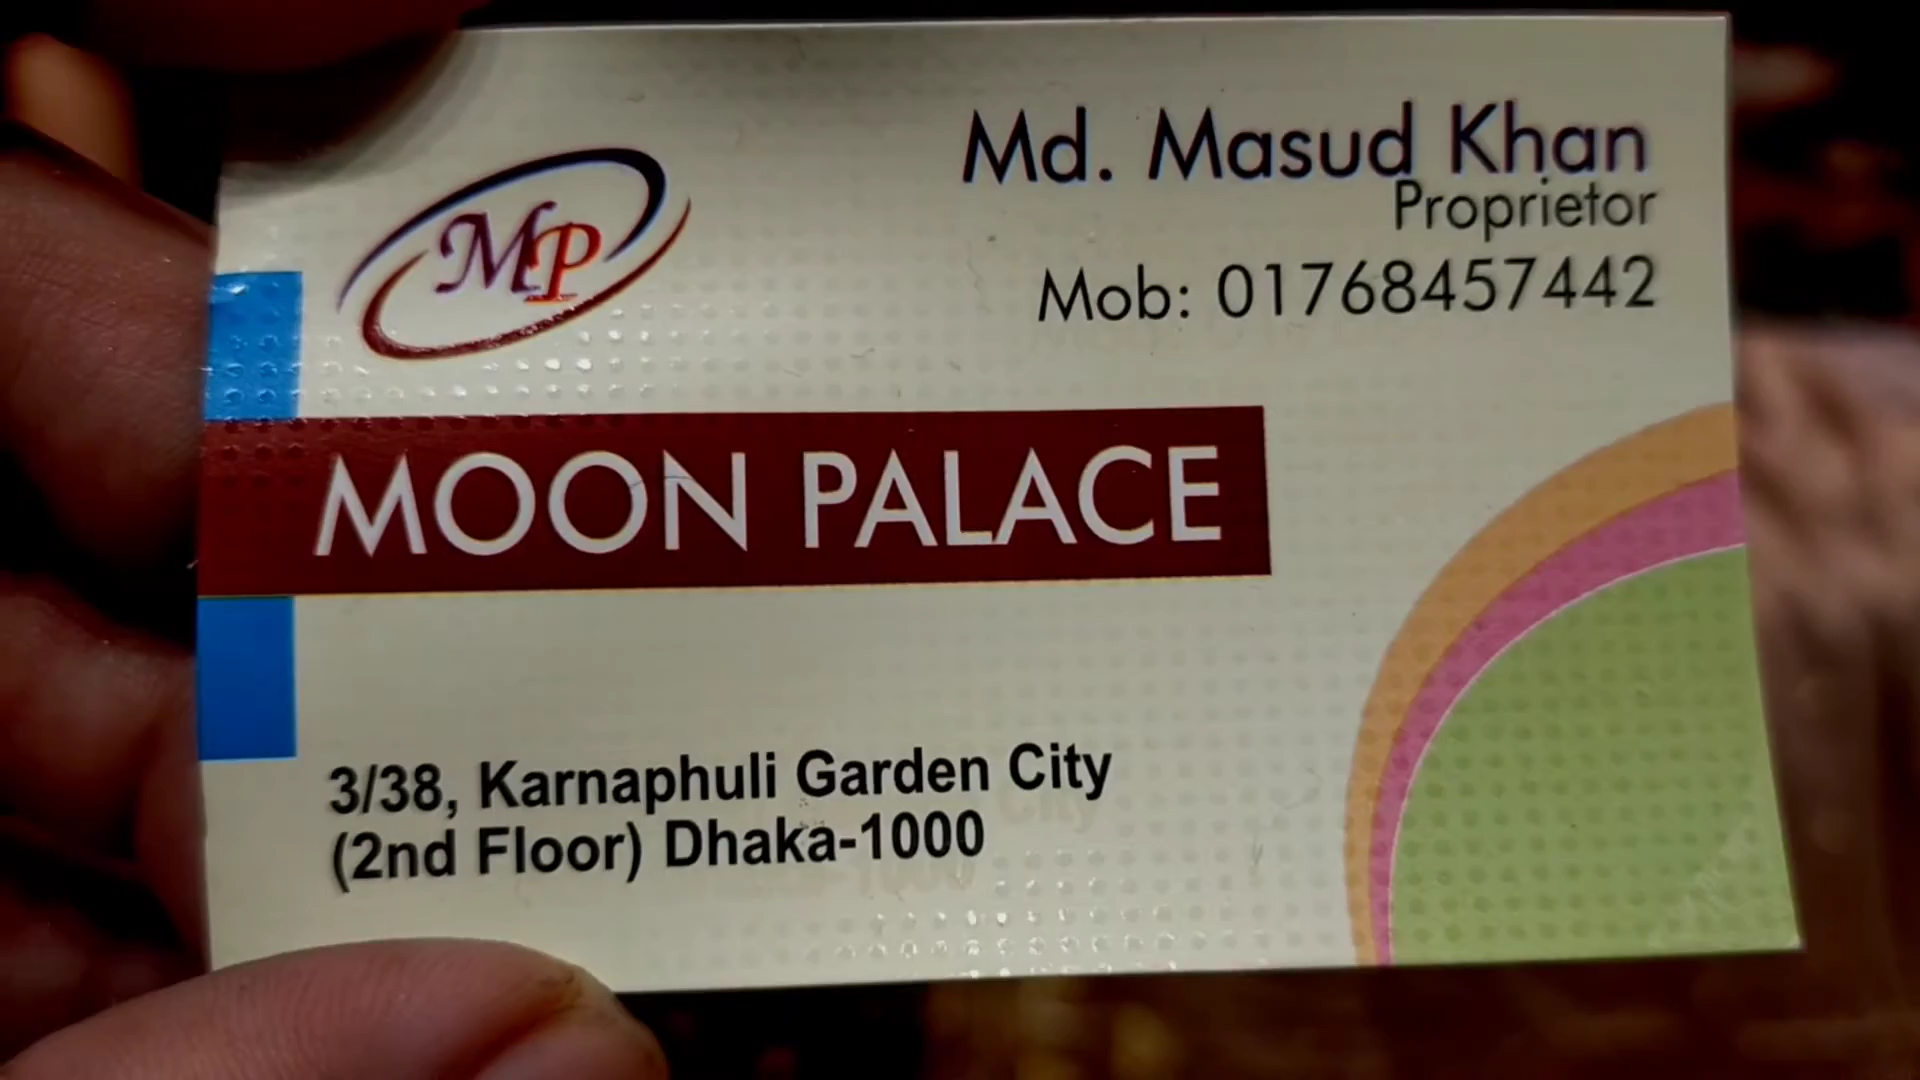 MP
Md. Masud Khan
Proprietor
Mob: 01768457442
MOON PALACE
3/38, Karnaphuli Garden City
(2nd Floor) Dhaka-1000